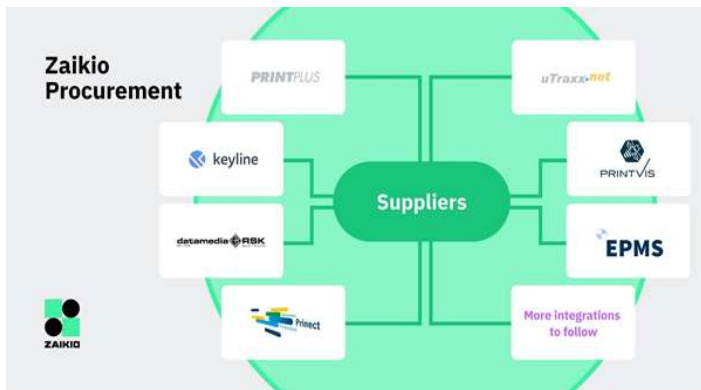 Zaikio
Procurement
PRINTPLUS
uTraxx.net
keyline
PRINTVIS
Suppliers
datamedia RSK
EPMS
Prinect
More integrations
to follow
ZAIKIO